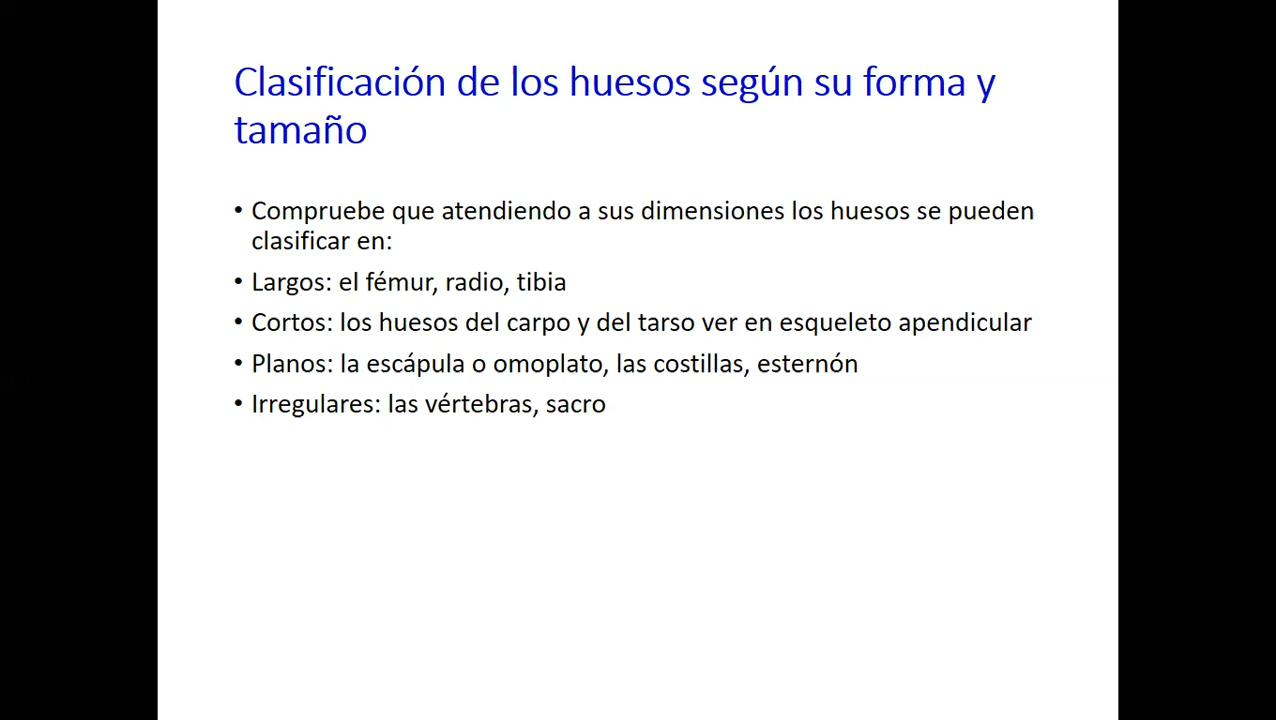 Clasificación de los huesos según su forma y
tamaño
• Compruebe que atendiendo a sus dimensiones los huesos se pueden
clasificar en:
• Largos: el fémur, radio, tibia
• Cortos: los huesos del carpo y del tarso ver en esqueleto apendicular
• Planos: la escápula o omoplato, las costillas, esternón
• Irregulares: las vértebras, sacro